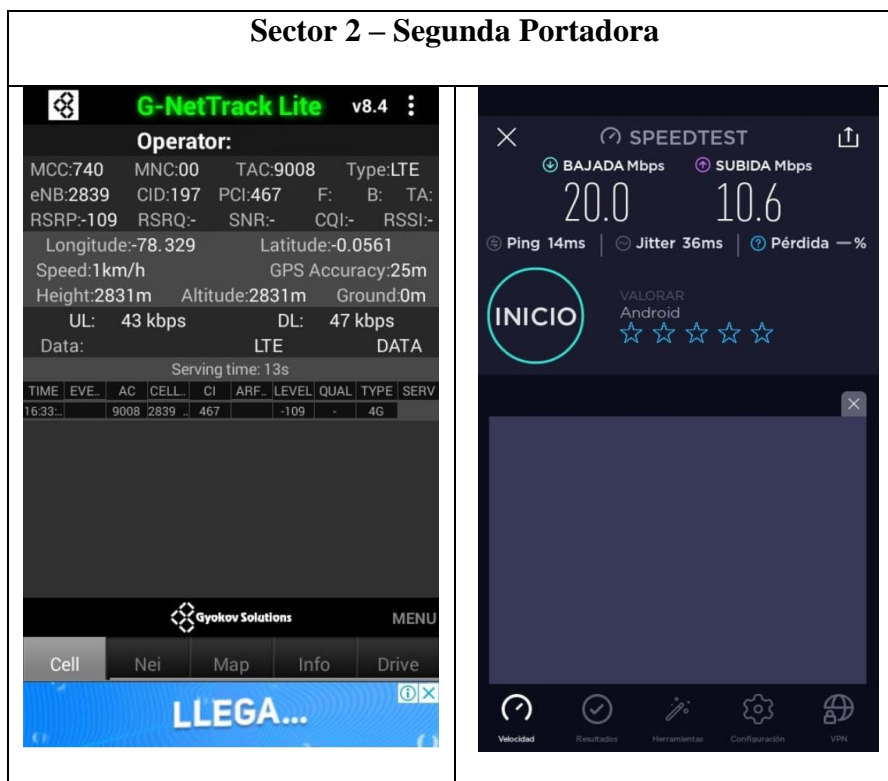 Sector 2 – Segunda Portadora
G-NetTrack Lite v8.4
Operator:
MCC:740 MNC:00 TAC:9008 Type:LTE
eNB:2839 CID:197 PCI:467 F: B: TA:
RSRP:-109 RSRQ:- SNR:- CQI:- RSSI:-
Longitude:-78.329 Latitude:-0.0561
Speed:1km/h GPS Accuracy:25m
Height:2831m Altitude:2831m Ground:0m
UL: 43 kbps DL: 47 kbps
Data: LTE DATA
Serving time: 13s
TIME EVE.. AC CELL.. CI ARF.. LEVEL QUAL TYPE SERV
16:33:.. 9008 2839 .. 467 -109 - 4G
Gyokov Solutions MENU
Cell Nei Map Info Drive
LLEGA...
SPEEDTEST
BAJADA Mbps SUBIDA Mbps
20.0 10.6
Ping 14ms Jitter 36ms Pérdida —%
INICIO
VALORAR
Android
Velocidad Resultados Herramientas Configuración VPN